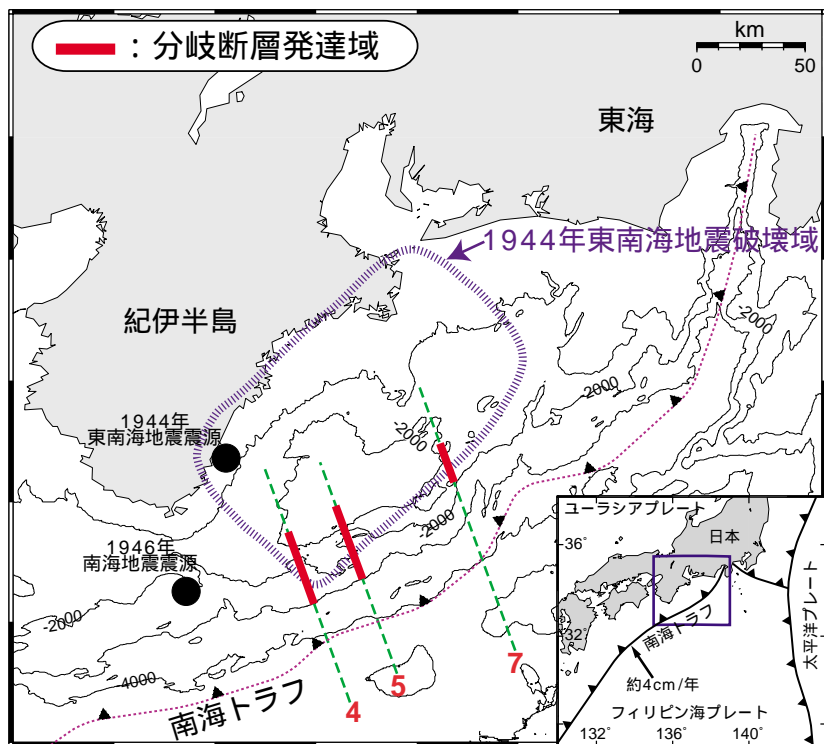 ：分岐断層発達域
km
0 50
東海
1944年東南海地震破壊域
紀伊半島
-2000
-2000
1944年
東南海地震震源
-2000
-2000
1946年
南海地震震源
-2000
4000
南海トラフ
4
5
7
ユーラシアプレート
日本
36°
32°
南海トラフ
太平洋プレート
約4cm/年
フィリピン海プレート
132° 136° 140°